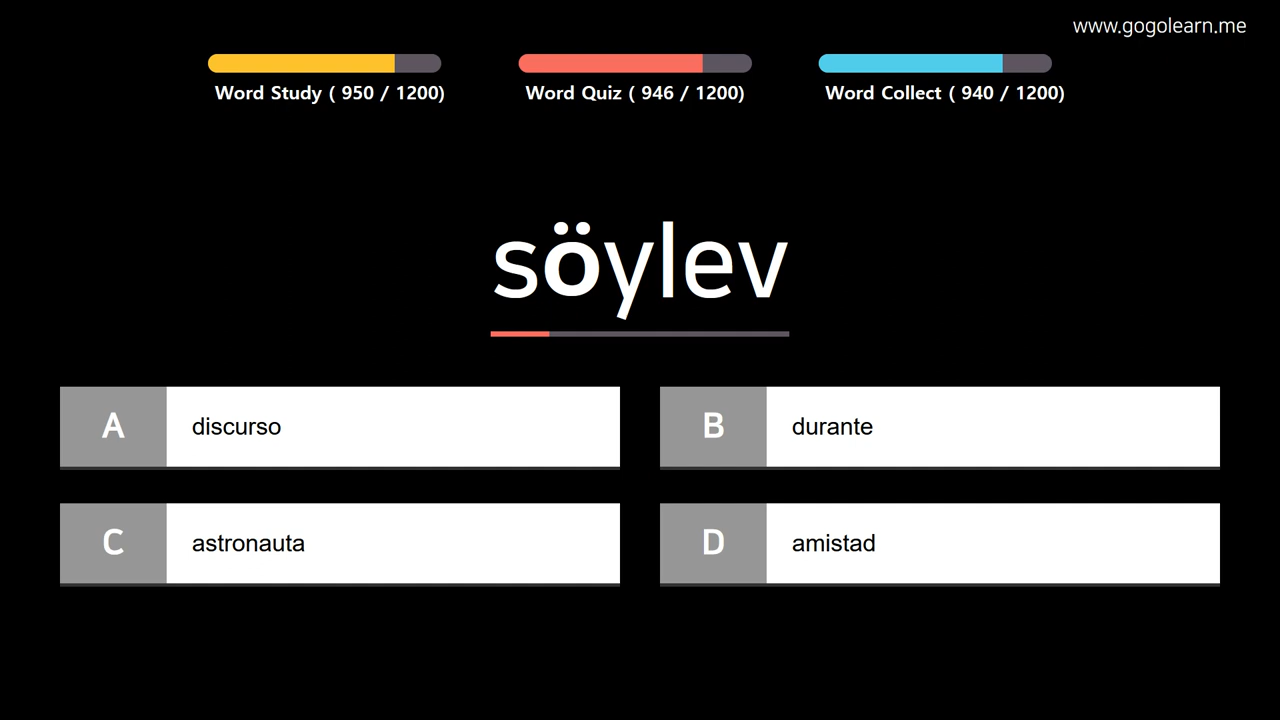 www.gogolearn.me
Word Study ( 950 / 1200)
Word Quiz ( 946 / 1200)
Word Collect ( 940 / 1200)
söylev
A discurso
B durante
C astronauta
D amistad